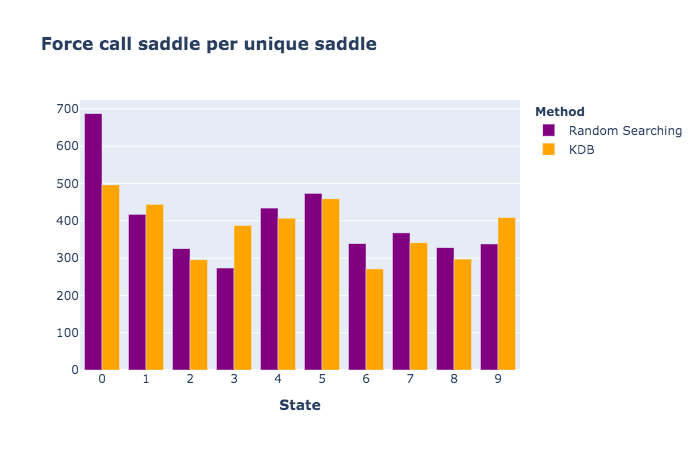 Force call saddle per unique saddle
Method
Random Searching
KDB
700
600
500
400
300
200
100
0
0 1 2 3 4 5 6 7 8 9
State